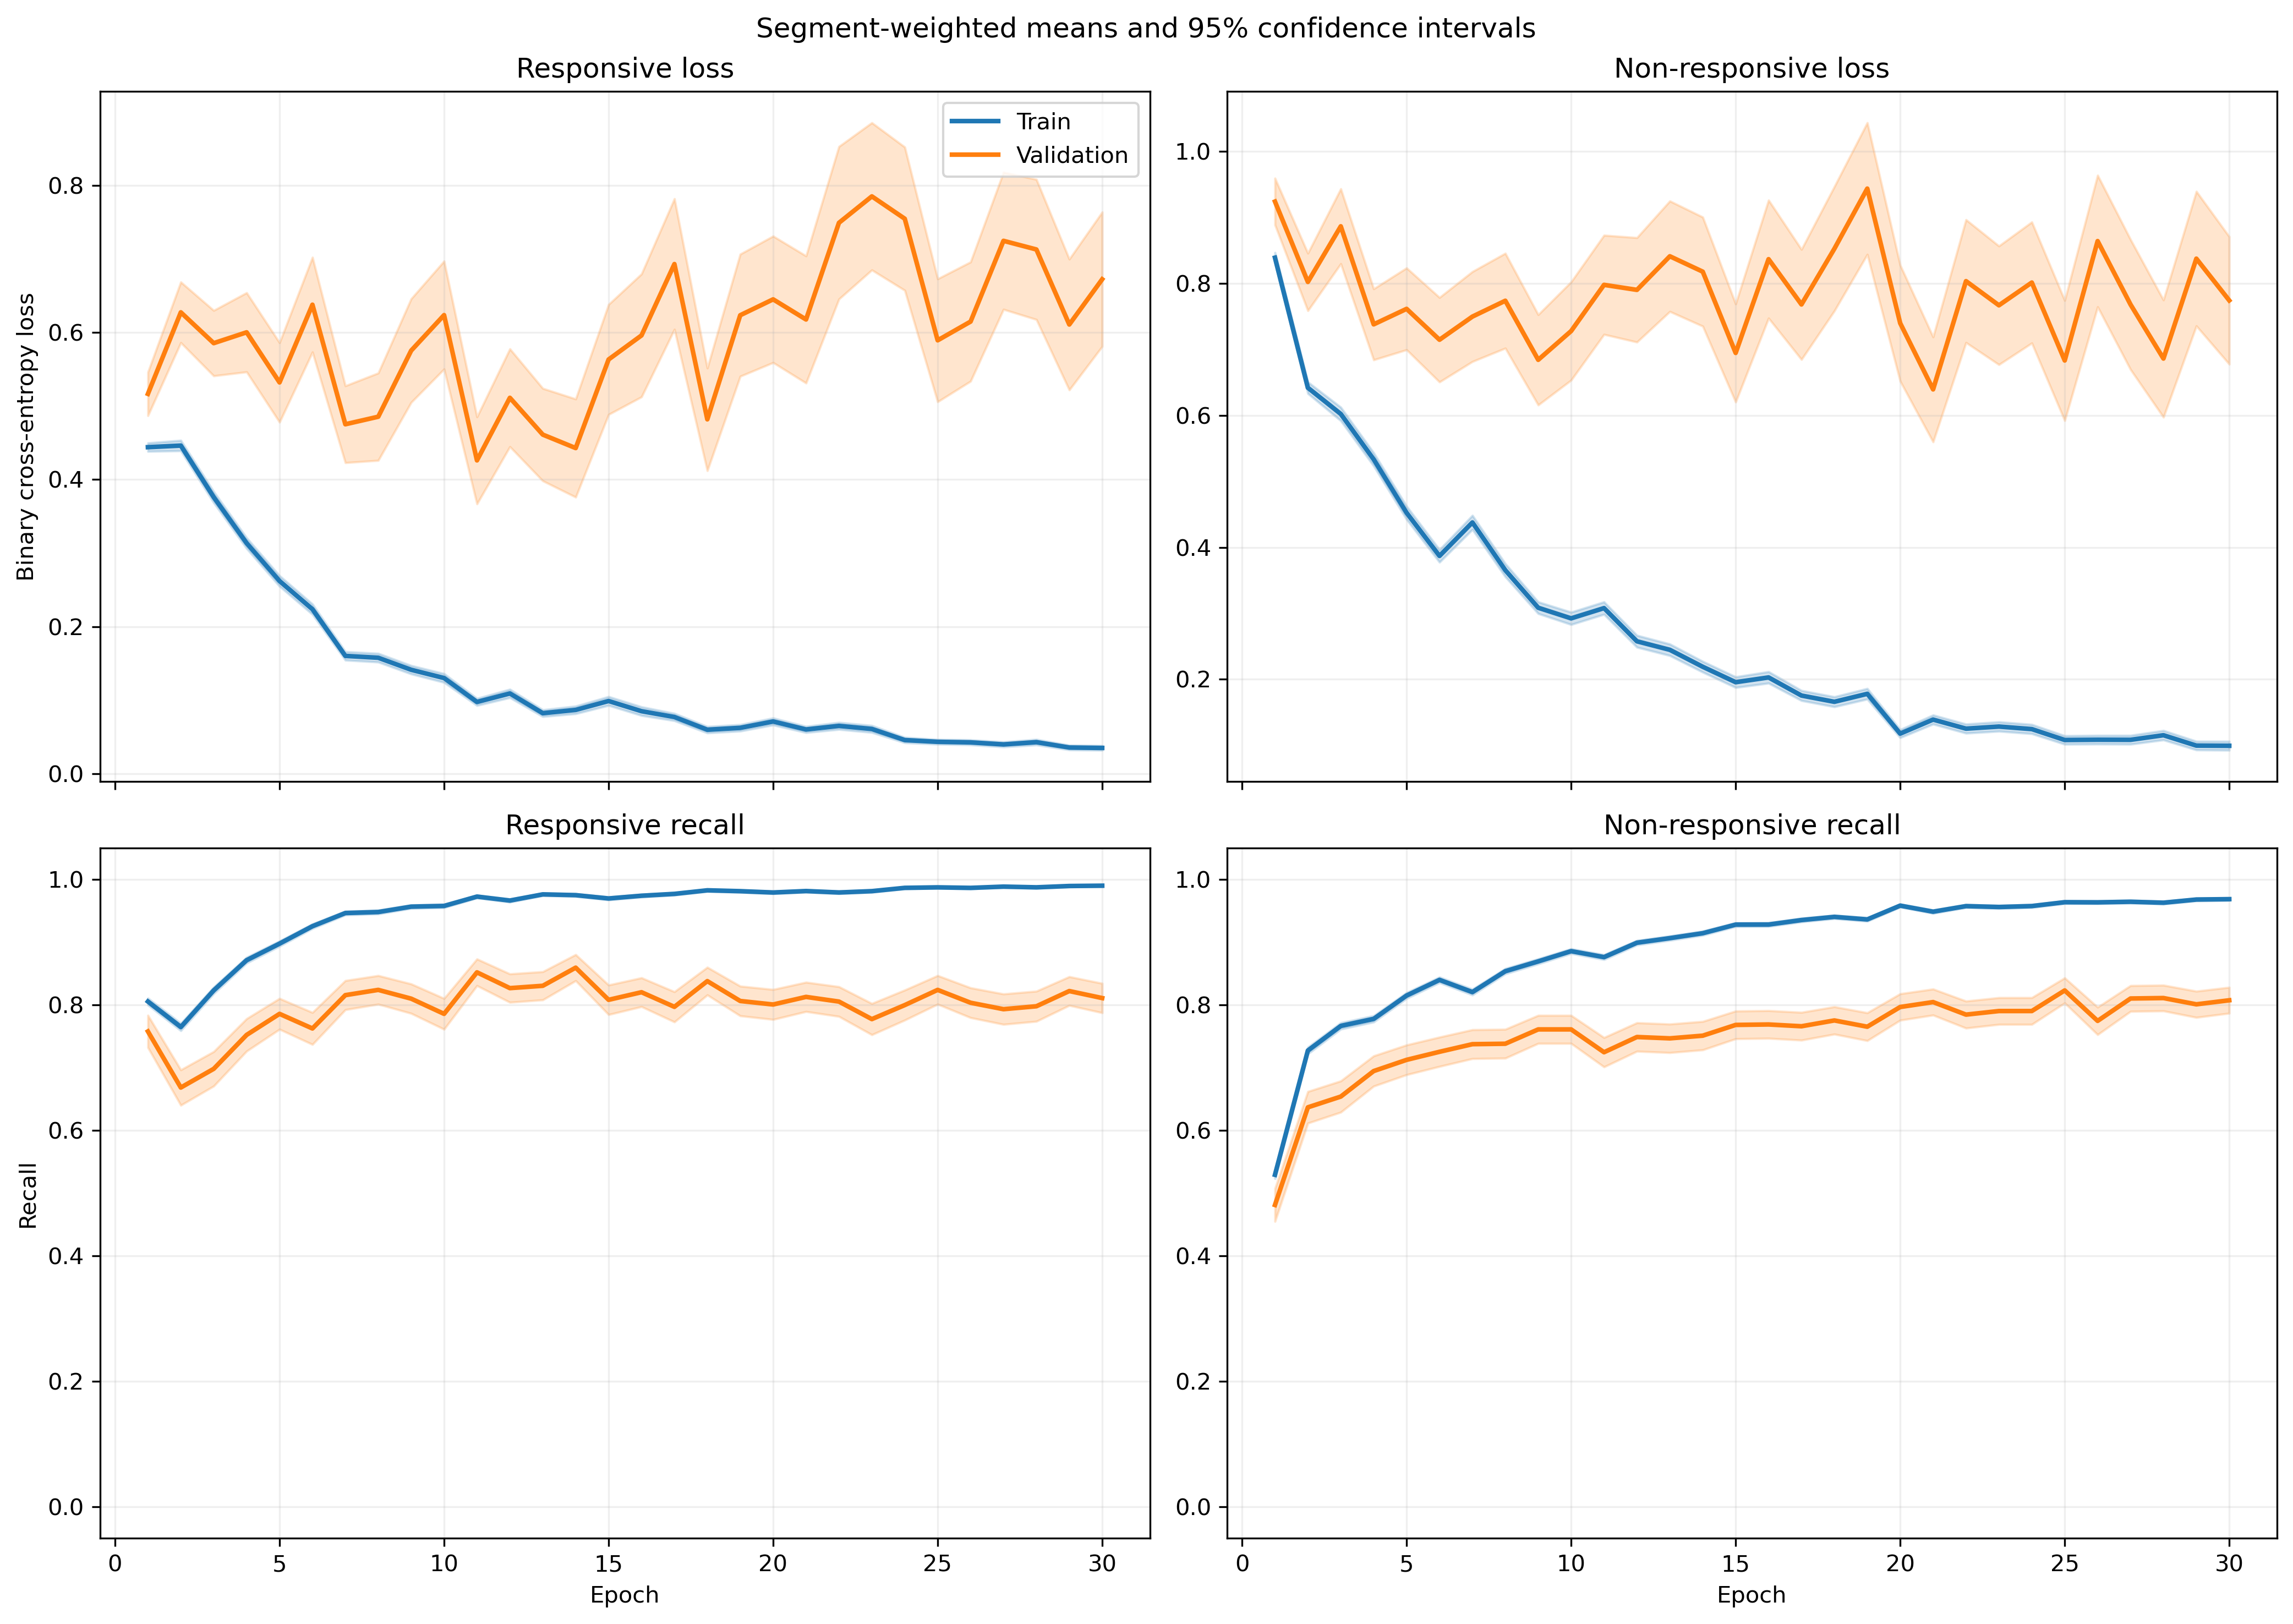 Segment-weighted means and 95% confidence intervals
Responsive loss
Non-responsive loss
Train
Validation
Binary cross-entropy loss
0.8
0.6
0.4
0.2
0.0
1.0
0.8
0.6
0.4
0.2
Responsive recall
Non-responsive recall
Recall
1.0
0.8
0.6
0.4
0.2
0.0
0 5 10 15 20 25 30
Epoch
1.0
0.8
0.6
0.4
0.2
0.0
0 5 10 15 20 25 30
Epoch